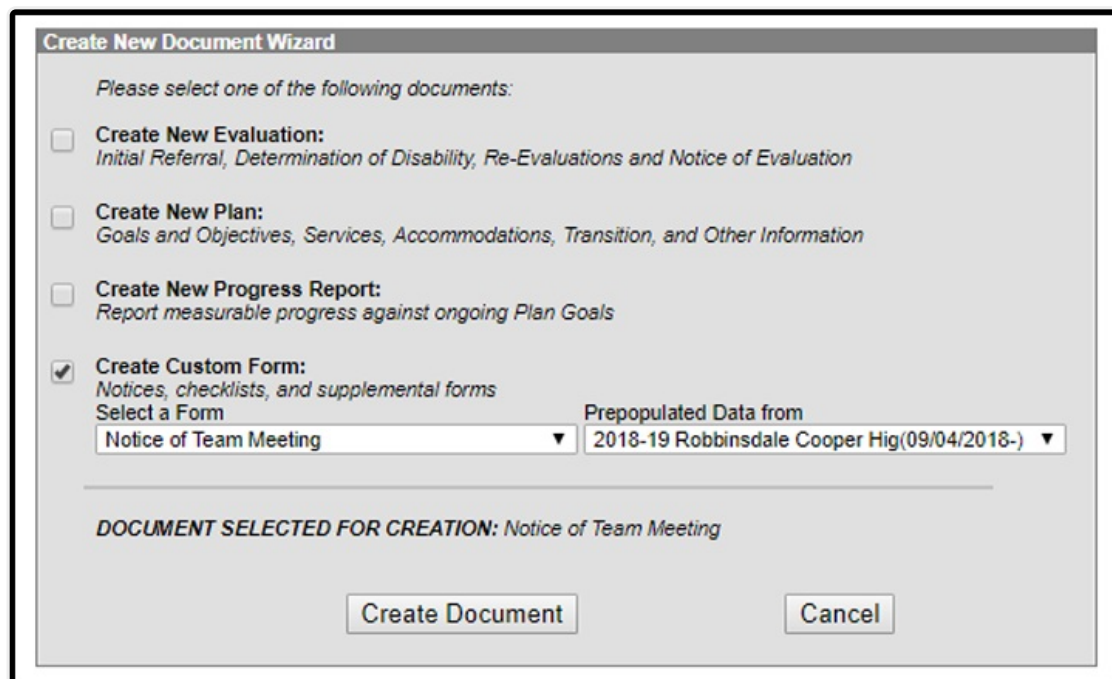 Create New Document Wizard
Please select one of the following documents:
Create New Evaluation:
Initial Referral, Determination of Disability, Re-Evaluations and Notice of Evaluation
Create New Plan:
Goals and Objectives, Services, Accommodations, Transition, and Other Information
Create New Progress Report:
Report measurable progress against ongoing Plan Goals
Create Custom Form:
Notices, checklists, and supplemental forms
Select a Form Prepopulated Data from
Notice of Team Meeting 2018-19 Robbinsdale Cooper Hig(09/04/2018-)
DOCUMENT SELECTED FOR CREATION: Notice of Team Meeting
Create Document Cancel